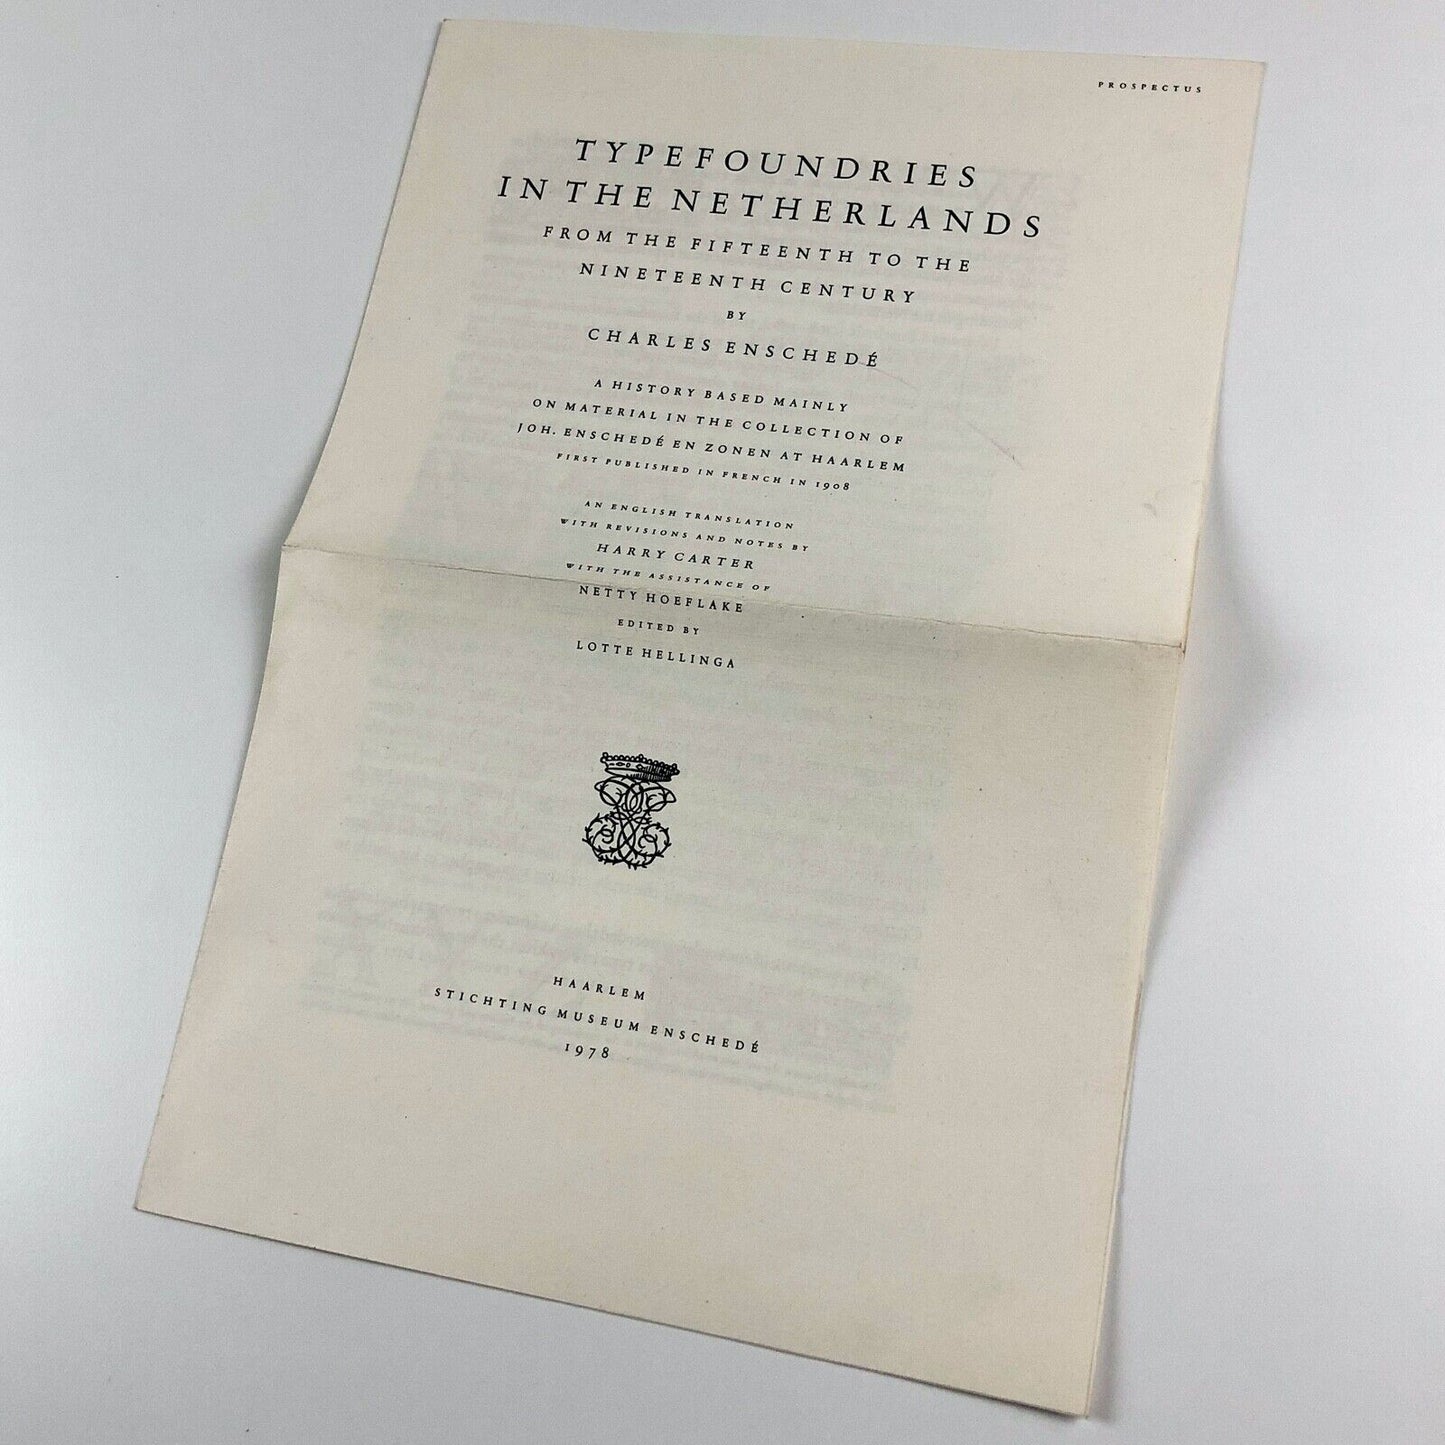 PROSPECTUS
TYPEFOUNDRIES
IN THE NETHERLANDS
FROM THE FIFTEENTH TO THE
NINETEENTH CENTURY
BY
CHARLES ENSCHEDÉ
A HISTORY BASED MAINLY
ON MATERIAL IN THE COLLECTION OF
JOH. ENSCHEDÉ EN ZONEN AT HAARLEM
FIRST PUBLISHED IN FRENCH IN 1908
AN ENGLISH TRANSLATION
WITH REVISIONS AND NOTES BY
HARRY CARTER
WITH THE ASSISTANCE OF
NETTY HOEFLAKE
EDITED BY
LOTTE HELLINGA
HAARLEM
STICHTING MUSEUM ENSCHEDÉ
1978